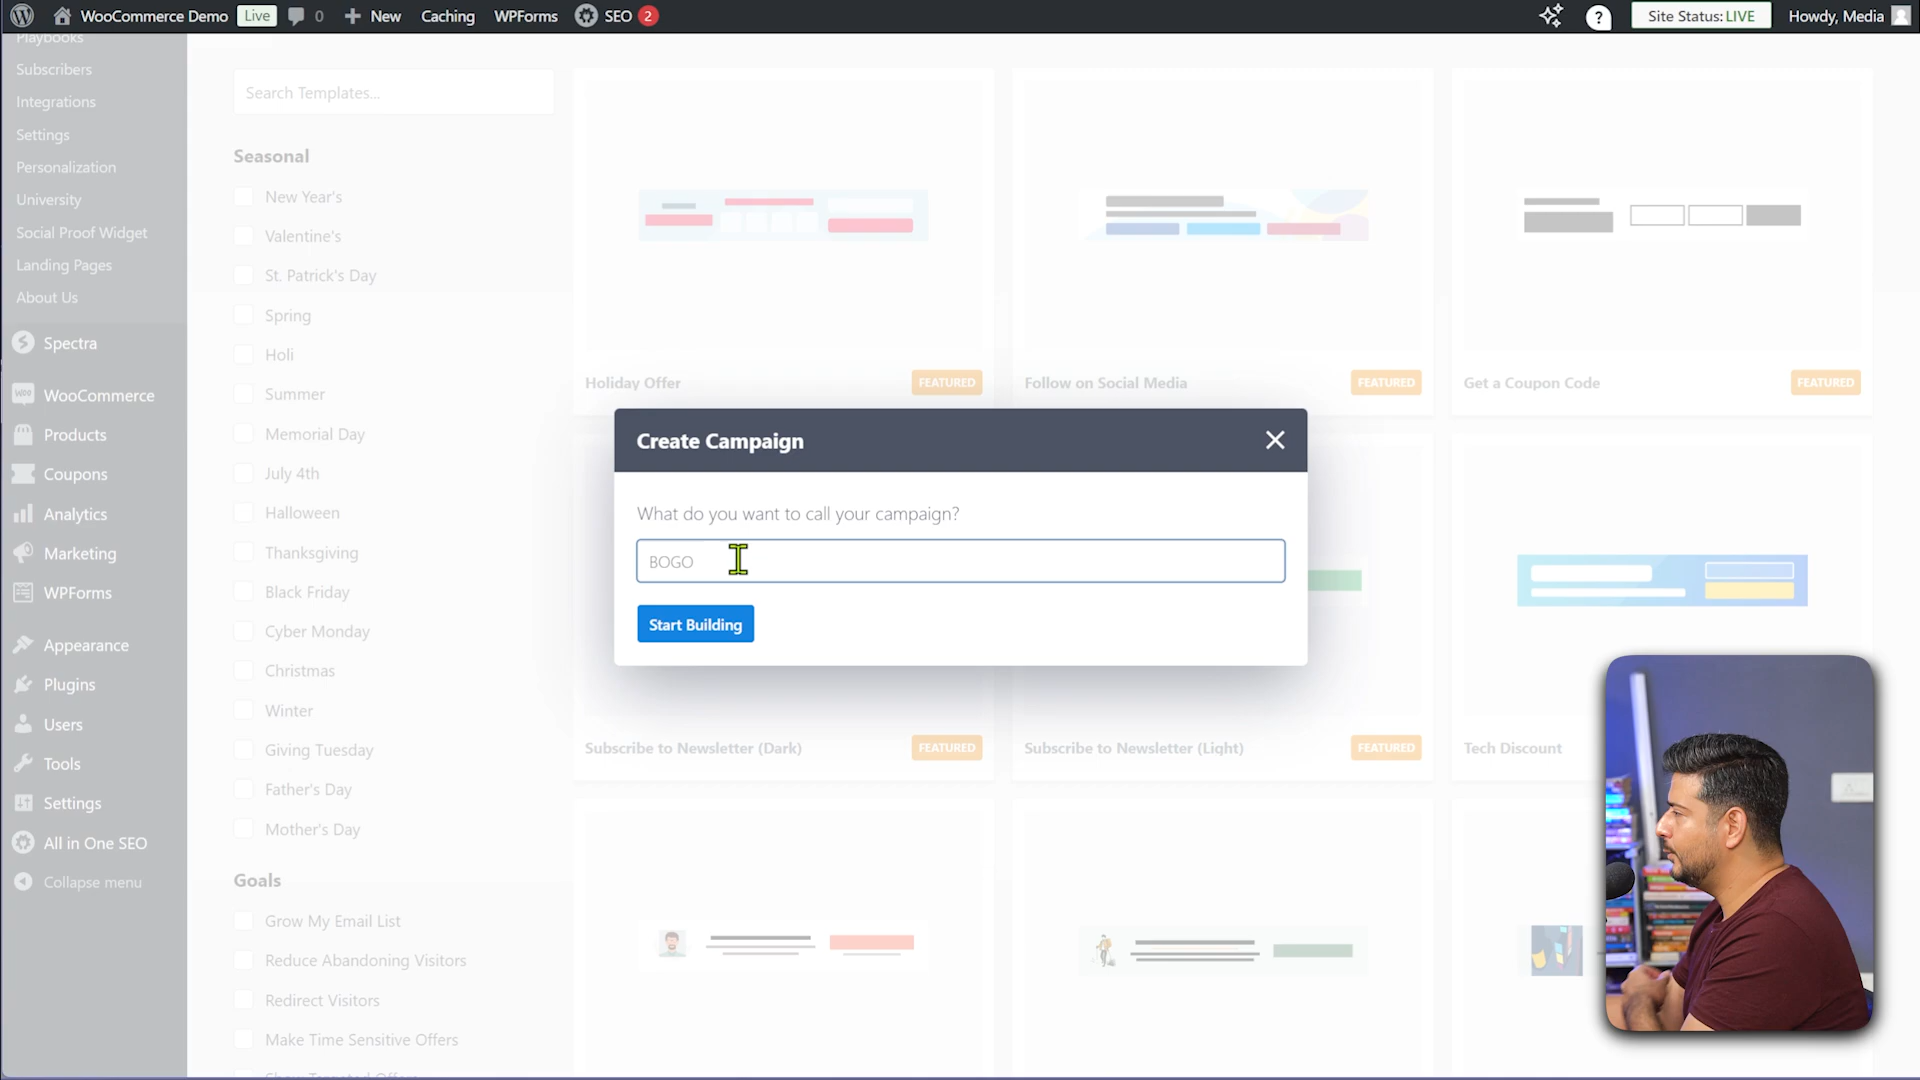 WooCommerce Demo Live 0 New Caching WPForms SEO 2 ? Site Status: LIVE Howdy, Media
Playbooks
Subscribers
Integrations
Settings
Personalization
University
Social Proof Widget
Landing Pages
About Us
Spectra
WooCommerce
Products
Coupons
Analytics
Marketing
WPForms
Appearance
Plugins
Users
Tools
Settings
All in One SEO
Collapse menu
Search Templates...
Seasonal
New Year's
Valentine's
St. Patrick's Day
Spring
Holi
Summer
Memorial Day
July 4th
Halloween
Thanksgiving
Black Friday
Cyber Monday
Christmas
Winter
Giving Tuesday
Father's Day
Mother's Day
Goals
Grow My Email List
Reduce Abandoning Visitors
Redirect Visitors
Make Time Sensitive Offers
Show Targeted Offers
Holiday Offer FEATURED
Follow on Social Media FEATURED
Get a Coupon Code FEATURED
Create Campaign
What do you want to call your campaign?
BOGO
Start Building
Subscribe to Newsletter (Dark) FEATURED
Subscribe to Newsletter (Light) FEATURED
Tech Discount